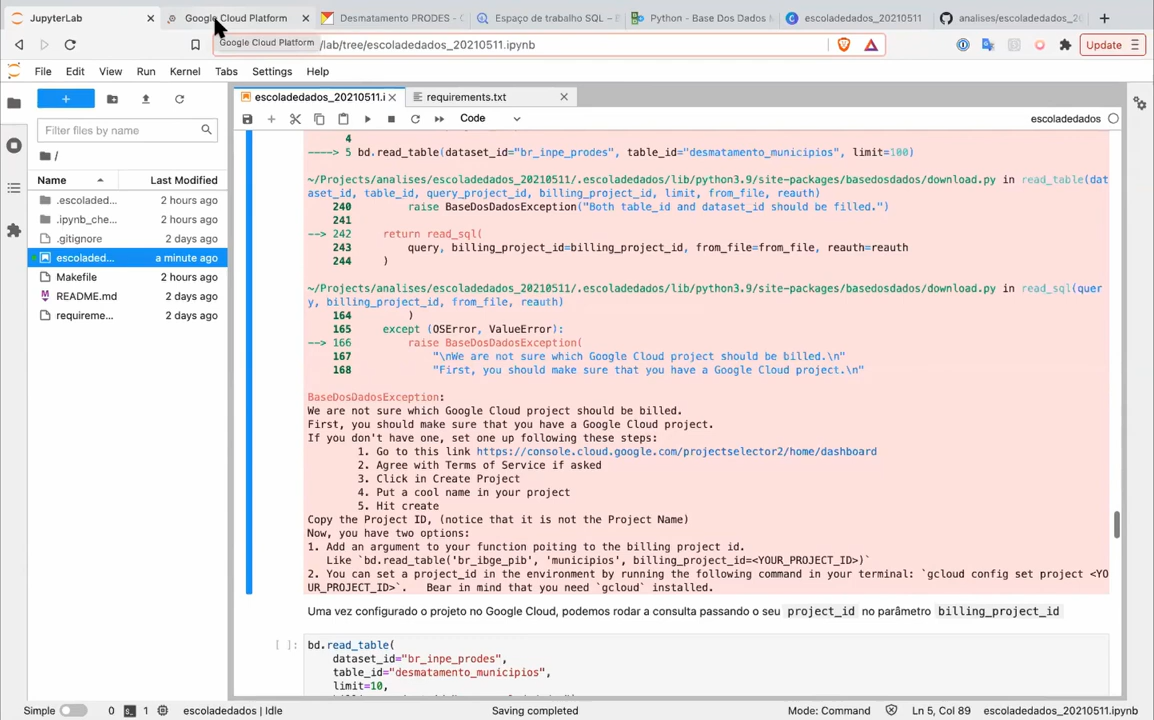 JupyterLab
Google Cloud Platform
Desmatamento PRODES - C
Espaço de trabalho SQL – E
Python - Base Dos Dados M
escoladedados_20210511
analises/escoladedados_2021
Google Cloud Platform
/lab/tree/escoladedados_20210511.ipynb
Update
File Edit View Run Kernel Tabs Settings Help
escoladedados_20210511.i
requirements.txt
Filter files by name
Code
escoladedados
/
Name Last Modified
.escoladed... 2 hours ago
.ipynb_che... 2 hours ago
.gitignore 2 days ago
escoladed... a minute ago
Makefile 2 hours ago
README.md 2 days ago
requireme... 2 days ago
4
----> 5 bd.read_table(dataset_id="br_inpe_prodes", table_id="desmatamento_municipios", limit=100)
~/Projects/analises/escoladedados_20210511/.escoladedados/lib/python3.9/site-packages/basedosdados/download.py in read_table(dat
aset_id, table_id, query_project_id, billing_project_id, limit, from_file, reauth)
240 raise BaseDosDadosException("Both table_id and dataset_id should be filled.")
241
--> 242 return read_sql(
243 query, billing_project_id=billing_project_id, from_file=from_file, reauth=reauth
244 )
~/Projects/analises/escoladedados_20210511/.escoladedados/lib/python3.9/site-packages/basedosdados/download.py in read_sql(quer
y, billing_project_id, from_file, reauth)
164 )
165 except (OSError, ValueError):
--> 166 raise BaseDosDadosException(
167 "\nWe are not sure which Google Cloud project should be billed.\n"
168 "First, you should make sure that you have a Google Cloud project.\n"
BaseDosDadosException:
We are not sure which Google Cloud project should be billed.
First, you should make sure that you have a Google Cloud project.
If you don't have one, set one up following these steps:
1. Go to this link https://console.cloud.google.com/projectselector2/home/dashboard
2. Agree with Terms of Service if asked
3. Click in Create Project
4. Put a cool name in your project
5. Hit create
Copy the Project ID, (notice that it is not the Project Name)
Now, you have two options:
1. Add an argument to your function poiting to the billing project id.
Like `bd.read_table('br_ibge_pib', 'municipios', billing_project_id=<YOUR_PROJECT_ID>)`
2. You can set a project_id in the environment by running the following command in your terminal: `gcloud config set project <YO
UR_PROJECT_ID>`. Bear in mind that you need `gcloud` installed.
Uma vez configurado o projeto no Google Cloud, podemos rodar a consulta passando o seu project_id no parâmetro billing_project_id
[ ]: bd.read_table(
dataset_id="br_inpe_prodes",
table_id="desmatamento_municipios",
limit=10,
Simple 0 1 escoladedados | Idle Saving completed Mode: Command Ln 5, Col 89 escoladedados_20210511.ipynb